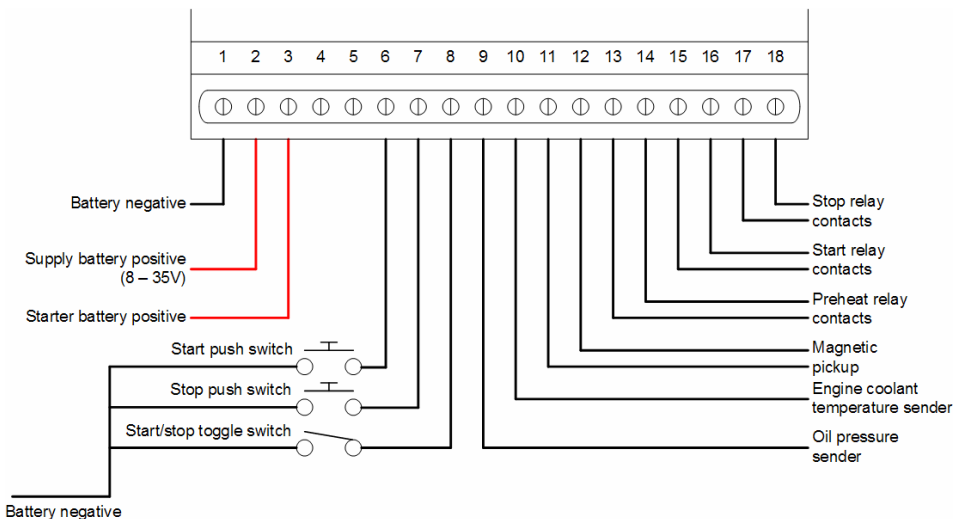 1 2 3 4 5 6 7 8 9 10 11 12 13 14 15 16 17 18
Battery negative
Supply battery positive
(8 – 35V)
Starter battery positive
Start push switch
Stop push switch
Start/stop toggle switch
Battery negative
Stop relay
contacts
Start relay
contacts
Preheat relay
contacts
Magnetic
pickup
Engine coolant
temperature sender
Oil pressure
sender